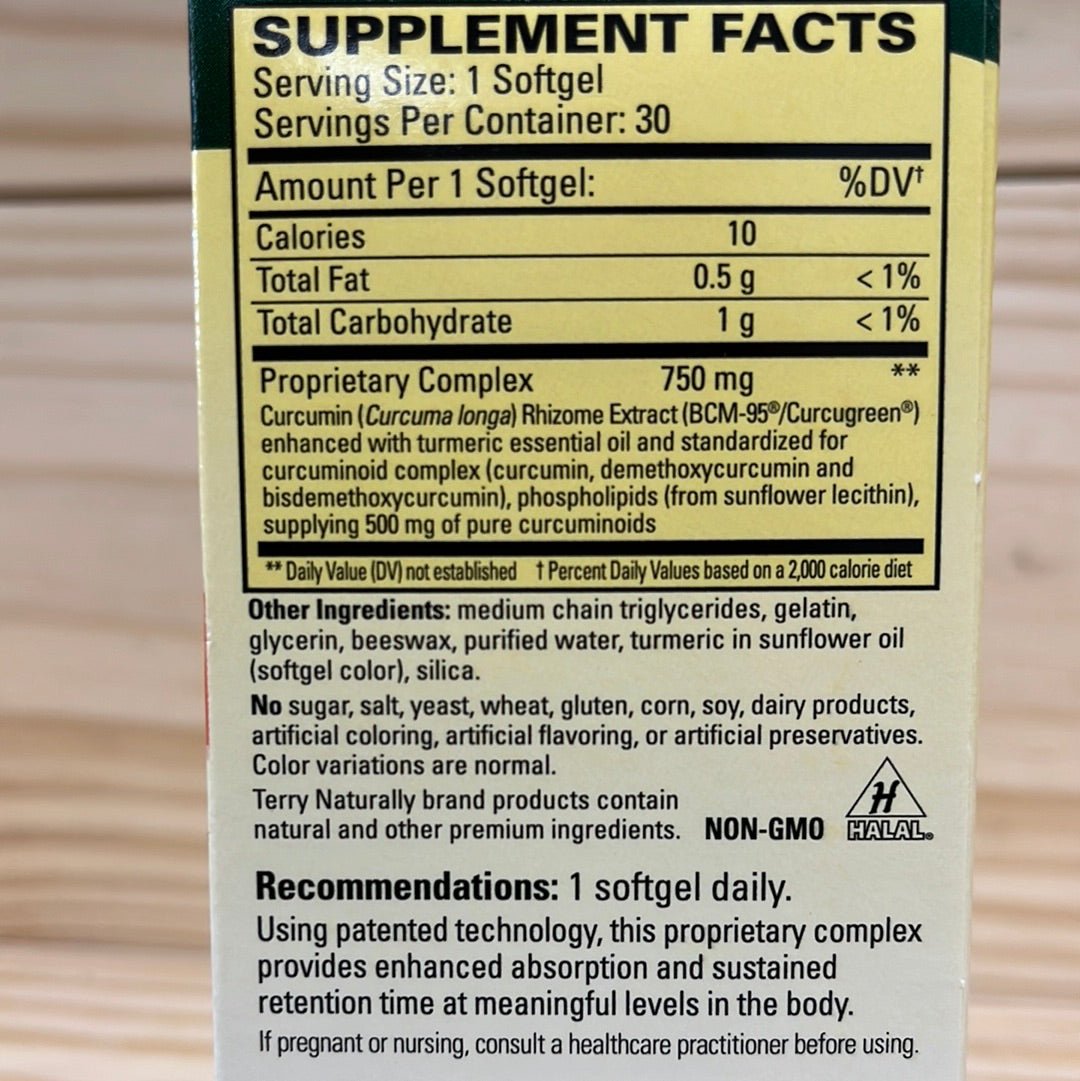 SUPPLEMENT FACTS
Serving Size: 1 Softgel
Servings Per Container: 30
Amount Per 1 Softgel: %DV†
Calories 10
Total Fat 0.5 g < 1%
Total Carbohydrate 1 g < 1%
Proprietary Complex 750 mg **
Curcumin (Curcuma longa) Rhizome Extract (BCM-95®/Curcugreen®)
enhanced with turmeric essential oil and standardized for
curcuminoid complex (curcumin, demethoxycurcumin and
bisdemethoxycurcumin), phospholipids (from sunflower lecithin),
supplying 500 mg of pure curcuminoids
** Daily Value (DV) not established † Percent Daily Values based on a 2,000 calorie diet
Other Ingredients: medium chain triglycerides, gelatin,
glycerin, beeswax, purified water, turmeric in sunflower oil
(softgel color), silica.
No sugar, salt, yeast, wheat, gluten, corn, soy, dairy products,
artificial coloring, artificial flavoring, or artificial preservatives.
Color variations are normal.
Terry Naturally brand products contain
natural and other premium ingredients. NON-GMO
H
HALAL®
Recommendations: 1 softgel daily.
Using patented technology, this proprietary complex
provides enhanced absorption and sustained
retention time at meaningful levels in the body.
If pregnant or nursing, consult a healthcare practitioner before using.